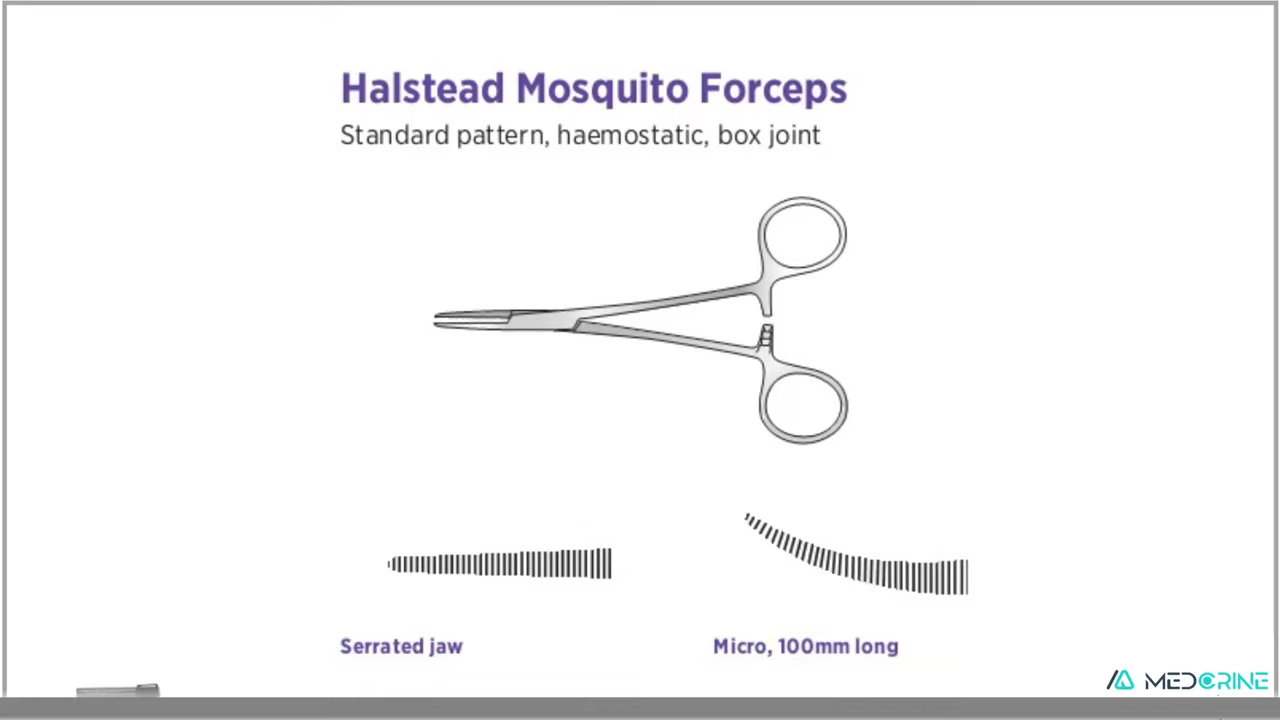 Halstead Mosquito Forceps
Standard pattern, haemostatic, box joint
Serrated jaw
Micro, 100mm long
MEDCRINE